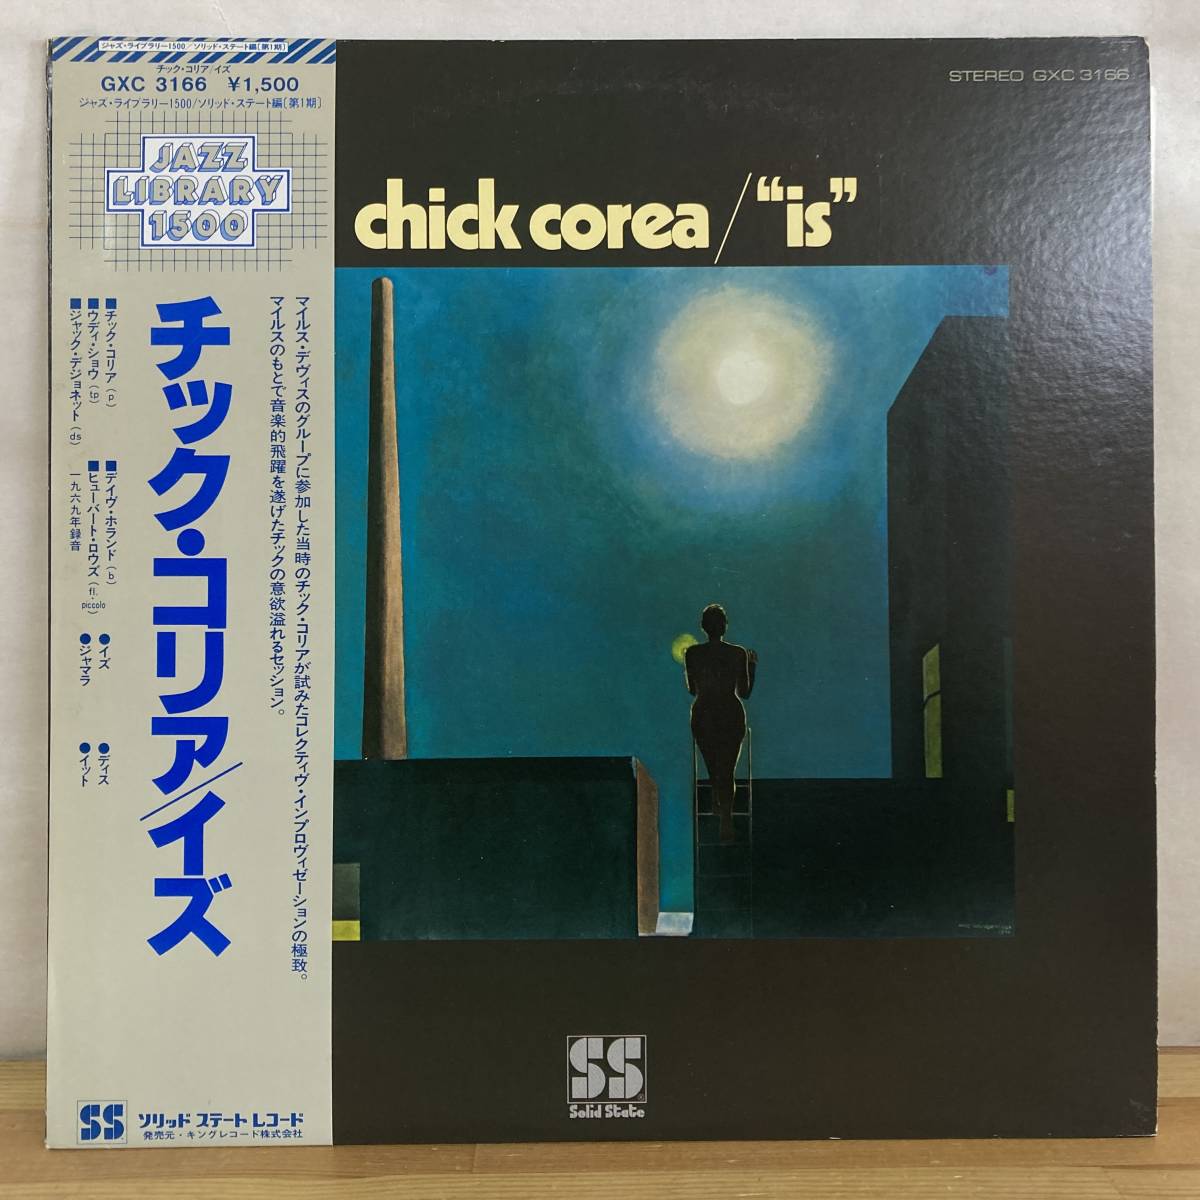 ジャズ・ライブラリー1500/ソリッド・ステート編〔第1期〕
チック・コリア/イズ
GXC 3166 ¥1,500
ジャズ・ライブラリー1500/ソリッド・ステート編〔第1期〕
JAZZ
LIBRARY
1500
マイルス・デヴィスのグループに参加した当時のチック・コリアが試みたコレクティヴ・インプロヴィゼーションの極致。
マイルスのもとで音楽的飛躍を遂げたチックの意欲溢れるセッション。
チック・コリア/イズ
■チック・コリア(p)
■ウディ・ショウ(tp)
■ジャック・デジョネット(ds)
■デイヴ・ホランド(b)
■ヒューバート・ロウズ(fl.piccolo)
一九六九年録音
●イズ
●ジャマラ
●ディス
●イット
SS ソリッド ステート レコード
発売元・キングレコード株式会社
STEREO GXC 3166
chick corea/“is”
SS
Solid State